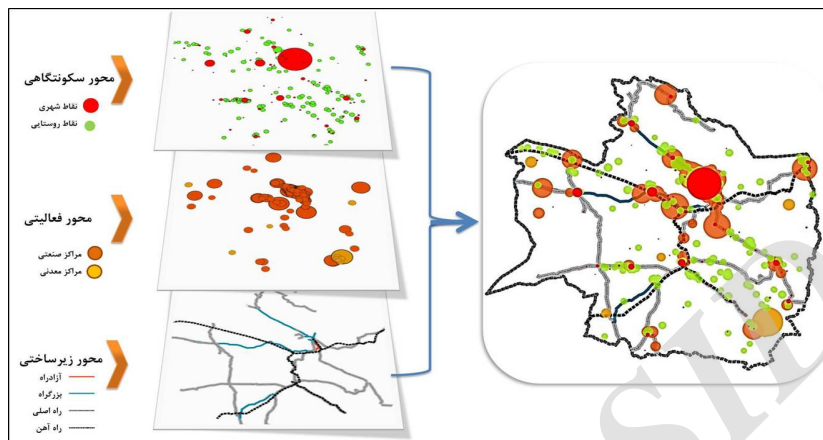 محور سکونتگاهی
نقاط شهری
نقاط روستایی
محور فعالیتی
مراکز صنعتی
مراکز معدنی
محور زیرساختی
آزادراه
بزرگراه
راه اصلی
راه آهن
SID